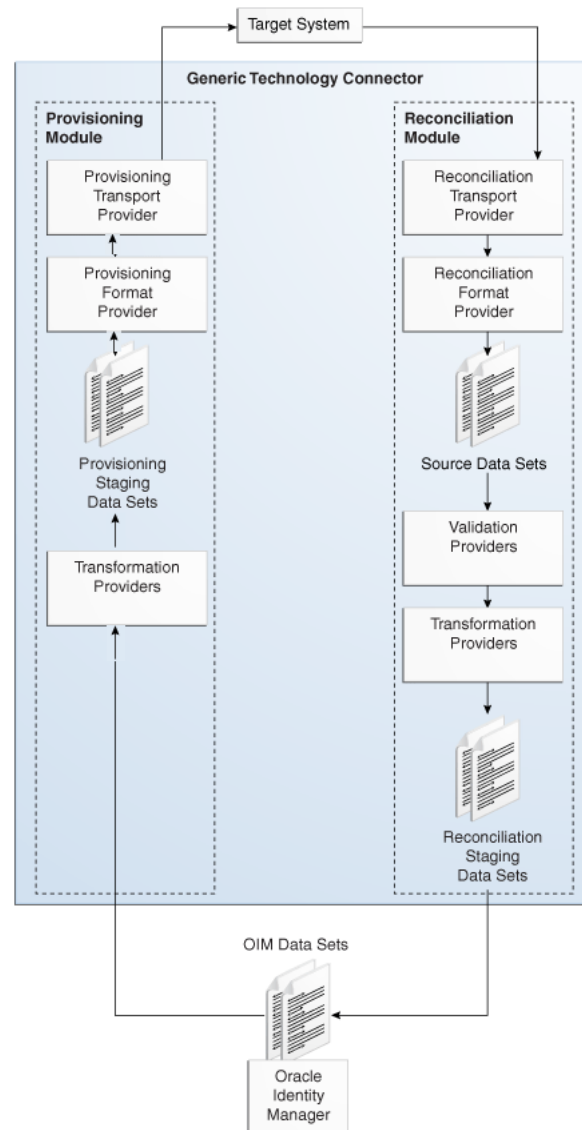 Target System
Generic Technology Connector
Provisioning
Module
Provisioning
Transport
Provider
Provisioning
Format
Provider
Provisioning
Staging
Data Sets
Transformation
Providers
Reconciliation
Module
Reconciliation
Transport
Provider
Reconciliation
Format
Provider
Source Data Sets
Validation
Providers
Transformation
Providers
Reconciliation
Staging
Data Sets
OIM Data Sets
Oracle
Identity
Manager